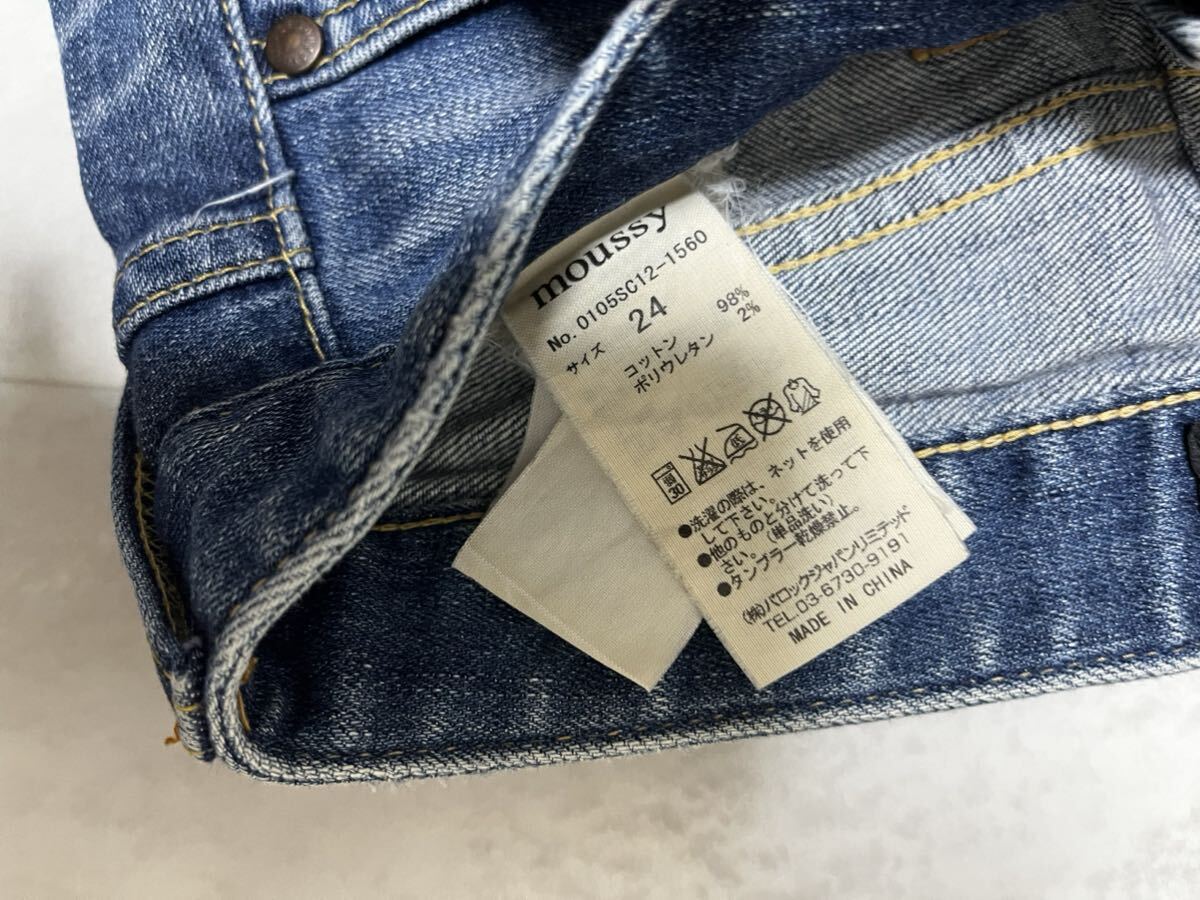 moussy
No. 0105SC12-1560
サイズ 24
コットン 98%
ポリウレタン 2%
弱 30
●洗濯の際は、ネットを使用
して下さい。
●他のものと分けて洗って下
さい。(単品洗い)
●タンブラー乾燥禁止。
(株)バロックジャパンリミテッド
TEL.03-6730-9191
MADE IN CHINA